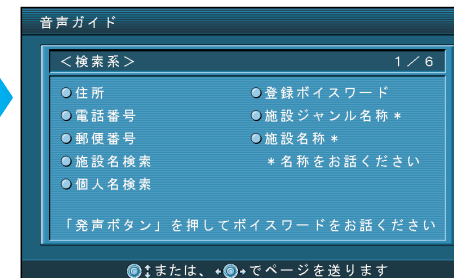 音声ガイド
＜検索系＞ 1／6
住所
電話番号
郵便番号
施設名検索
個人名検索
登録ボイスワード
施設ジャンル名称＊
施設名称＊
＊名称をお話ください
「発声ボタン」を押してボイスワードをお話ください
または、でページを送ります